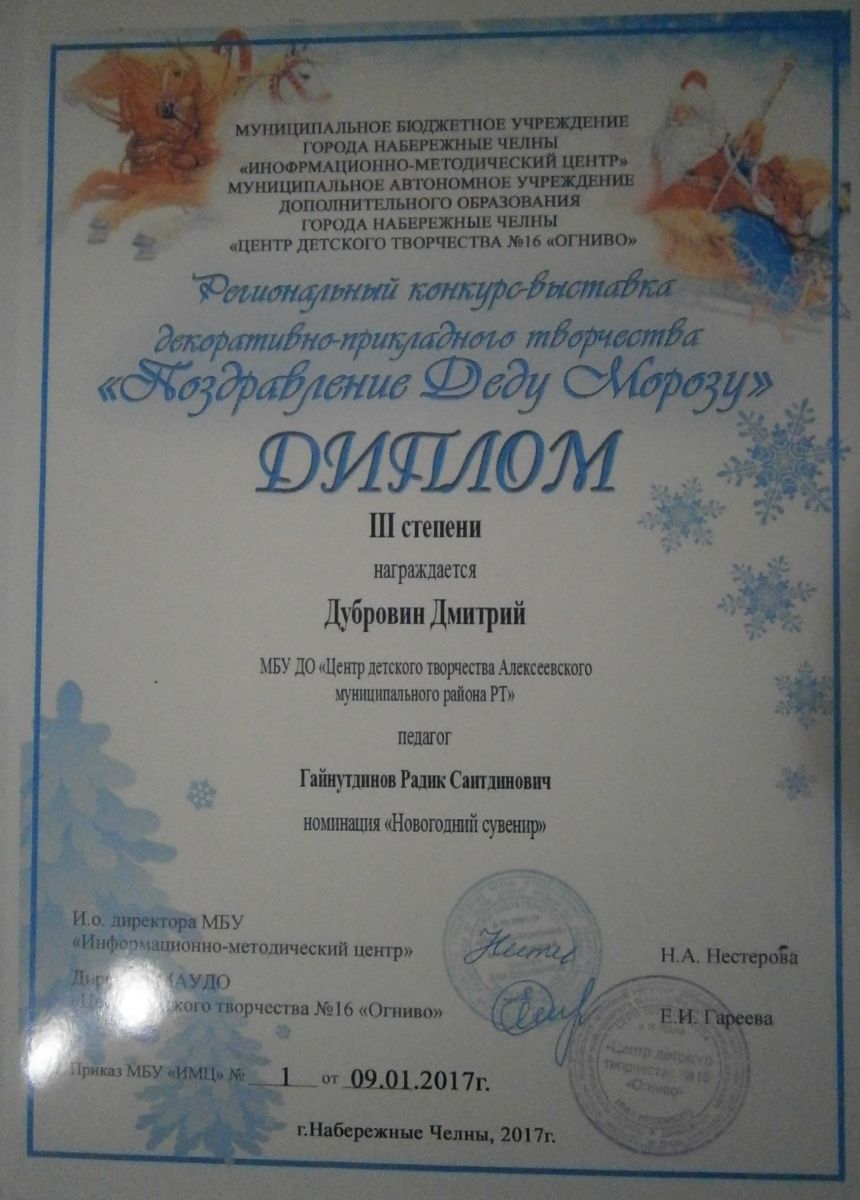 МУНИЦИПАЛЬНОЕ БЮДЖЕТНОЕ УЧРЕЖДЕНИЕ
ГОРОДА НАБЕРЕЖНЫЕ ЧЕЛНЫ
«ИНОФРМАЦИОННО-МЕТОДИЧЕСКИЙ ЦЕНТР»
МУНИЦИПАЛЬНОЕ АВТОНОМНОЕ УЧРЕЖДЕНИЕ
ДОПОЛНИТЕЛЬНОГО ОБРАЗОВАНИЯ
ГОРОДА НАБЕРЕЖНЫЕ ЧЕЛНЫ
«ЦЕНТР ДЕТСКОГО ТВОРЧЕСТВА №16 «ОГНИВО»
Региональный конкурс-выставка
декоративно-прикладного творчества
«Поздравление Деду Морозу»
ДИПЛОМ
III степени
награждается
Дубровин Дмитрий
МБУ ДО «Центр детского творчества Алексеевского
муниципального района РТ»
педагог
Гайнутдинов Радик Саитдинович
номинация «Новогодний сувенир»
И.о. директора МБУ
«Информационно-методический центр» Н.А. Нестерова
МАУДО
творчества №16 «Огниво» Е.И. Гареева
«Центр детского
творчества №16
«Огниво»
Приказ МБУ «ИМЦ» № 1 от 09.01.2017г.
г.Набережные Челны, 2017г.